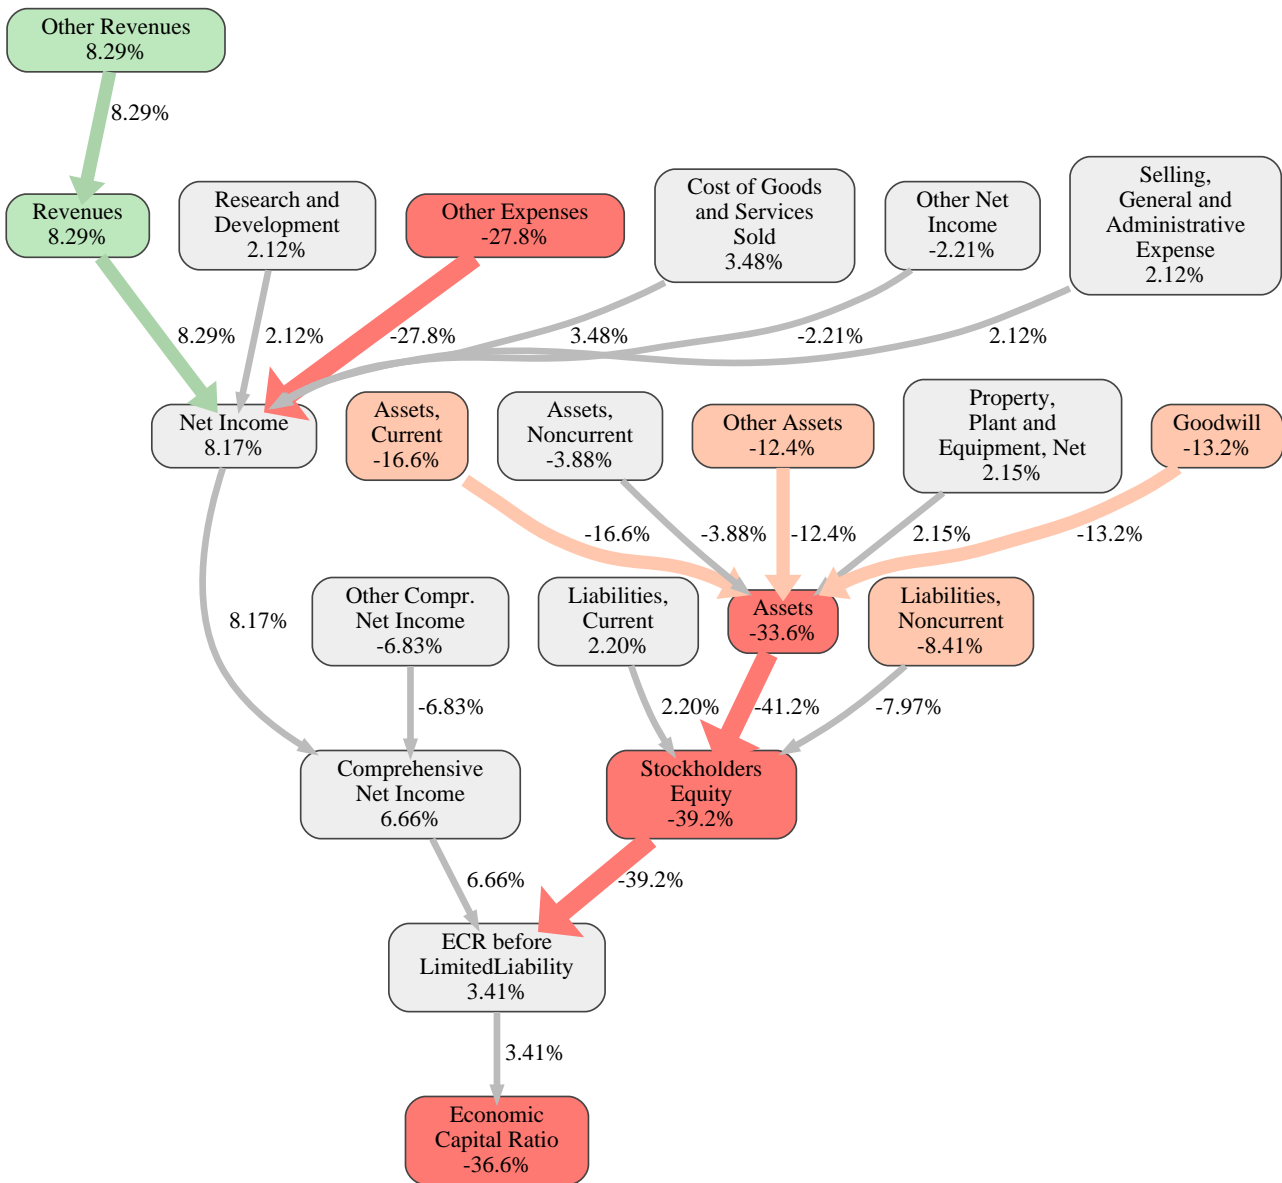 Other Revenues
8.29%
8.29%
Revenues
8.29%
Research and
Development
2.12%
Other Expenses
-27.8%
Cost of Goods
and Services
Sold
3.48%
Other Net
Income
-2.21%
Selling,
General and
Administrative
Expense
2.12%
8.29%
2.12%
-27.8%
3.48%
-2.21%
2.12%
Net Income
8.17%
Assets,
Current
-16.6%
Assets,
Noncurrent
-3.88%
Other Assets
-12.4%
Property,
Plant and
Equipment, Net
2.15%
Goodwill
-13.2%
-16.6%
-3.88%
-12.4%
2.15%
-13.2%
8.17%
Other Compr.
Net Income
-6.83%
Liabilities,
Current
2.20%
Assets
-33.6%
Liabilities,
Noncurrent
-8.41%
-6.83%
2.20%
-41.2%
-7.97%
Comprehensive
Net Income
6.66%
Stockholders
Equity
-39.2%
6.66%
-39.2%
ECR before
LimitedLiability
3.41%
3.41%
Economic
Capital Ratio
-36.6%